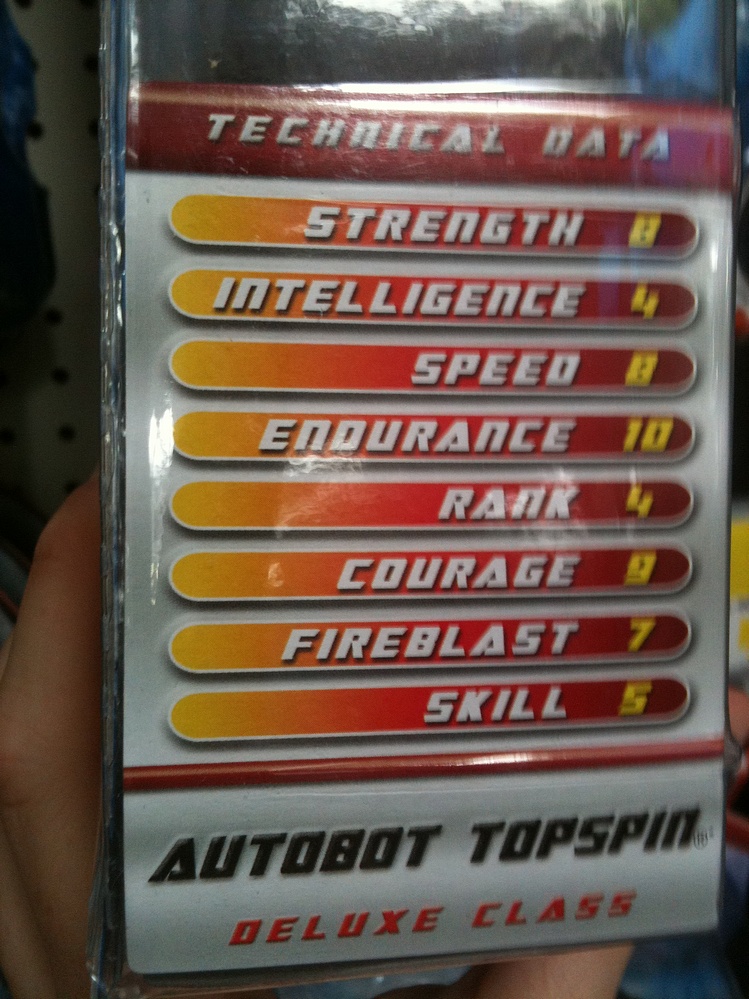 TECHNICAL DATA
STRENGTH 8
INTELLIGENCE 4
SPEED 8
ENDURANCE 10
RANK 4
COURAGE 9
FIREBLAST 7
SKILL 5
AUTOBOT TOPSPIN®
DELUXE CLASS